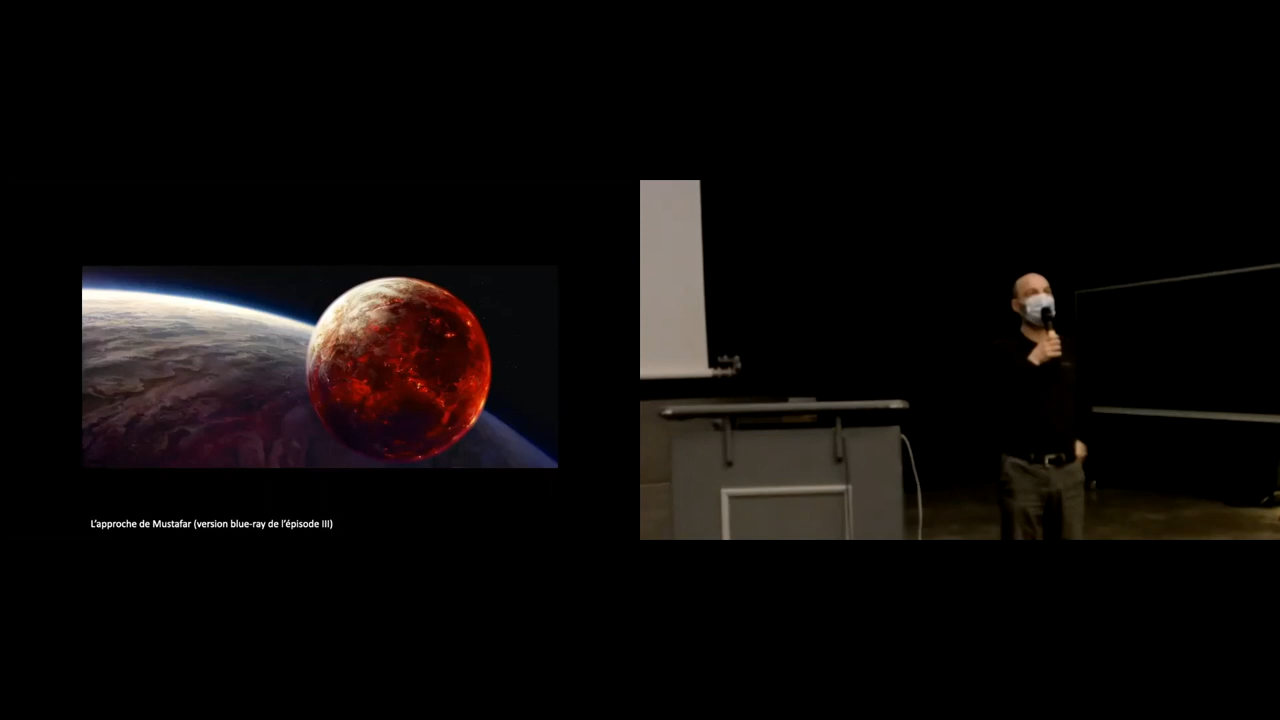 L'approche de Mustafar (version blue-ray de l'épisode III)